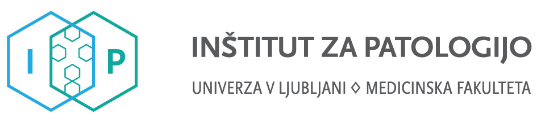 I P
INŠTITUT ZA PATOLOGIJO
UNIVERZA V LJUBLJANI ◊ MEDICINSKA FAKULTETA